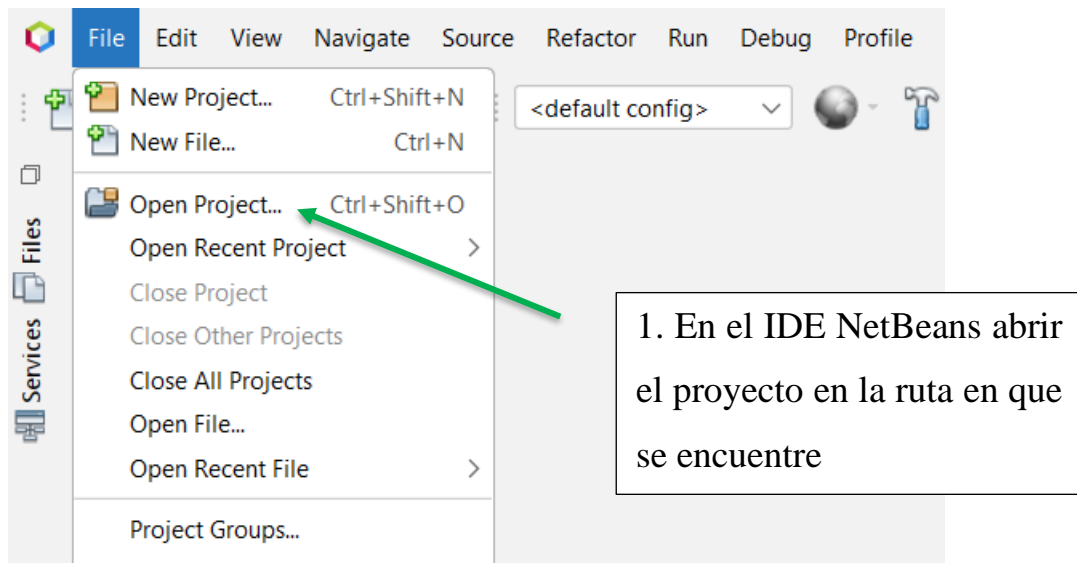 File Edit View Navigate Source Refactor Run Debug Profile
New Project... Ctrl+Shift+N
<default config>
New File... Ctrl+N
Open Project... Ctrl+Shift+O
Open Recent Project
Close Project
Close Other Projects
Close All Projects
Open File...
Open Recent File
Project Groups...
Files
Services
1. En el IDE NetBeans abrir
el proyecto en la ruta en que
se encuentre